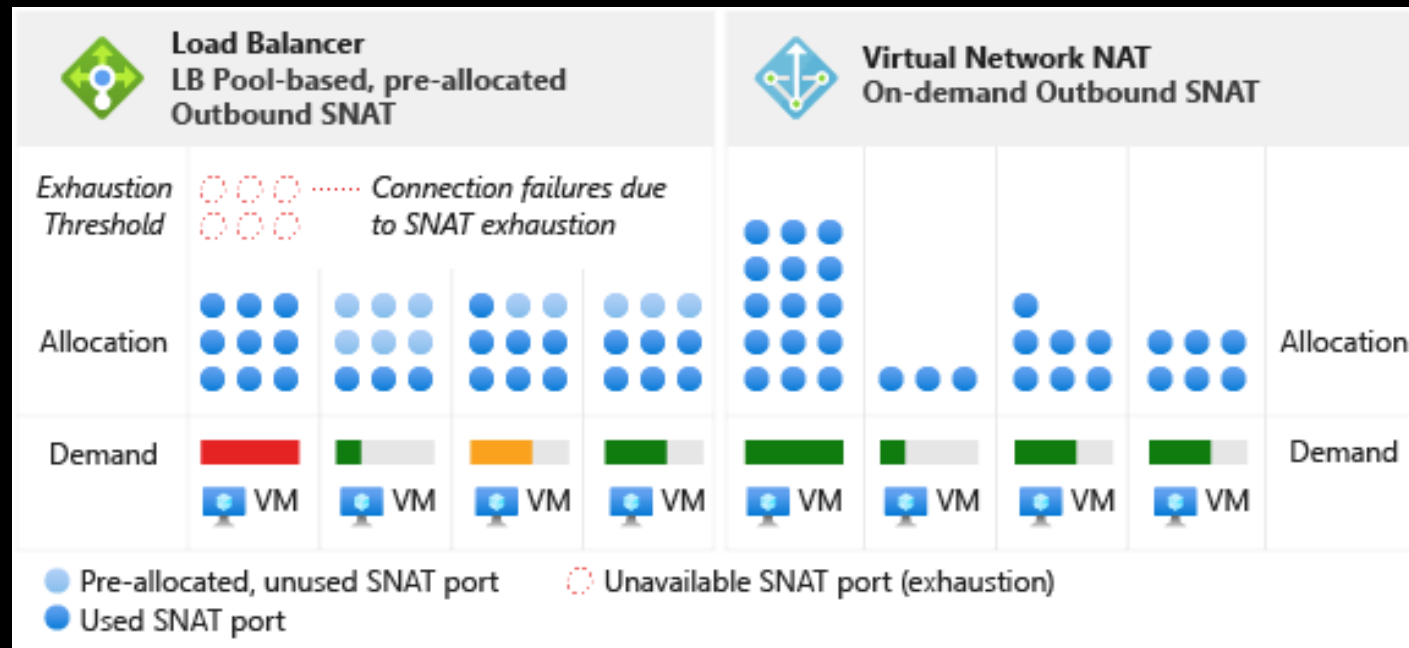 Load Balancer
LB Pool-based, pre-allocated
Outbound SNAT
Virtual Network NAT
On-demand Outbound SNAT
Exhaustion
Threshold
Connection failures due
to SNAT exhaustion
Allocation
Allocation
Demand
Demand
VM
VM
VM
VM
VM
VM
VM
VM
Pre-allocated, unused SNAT port
Unavailable SNAT port (exhaustion)
Used SNAT port